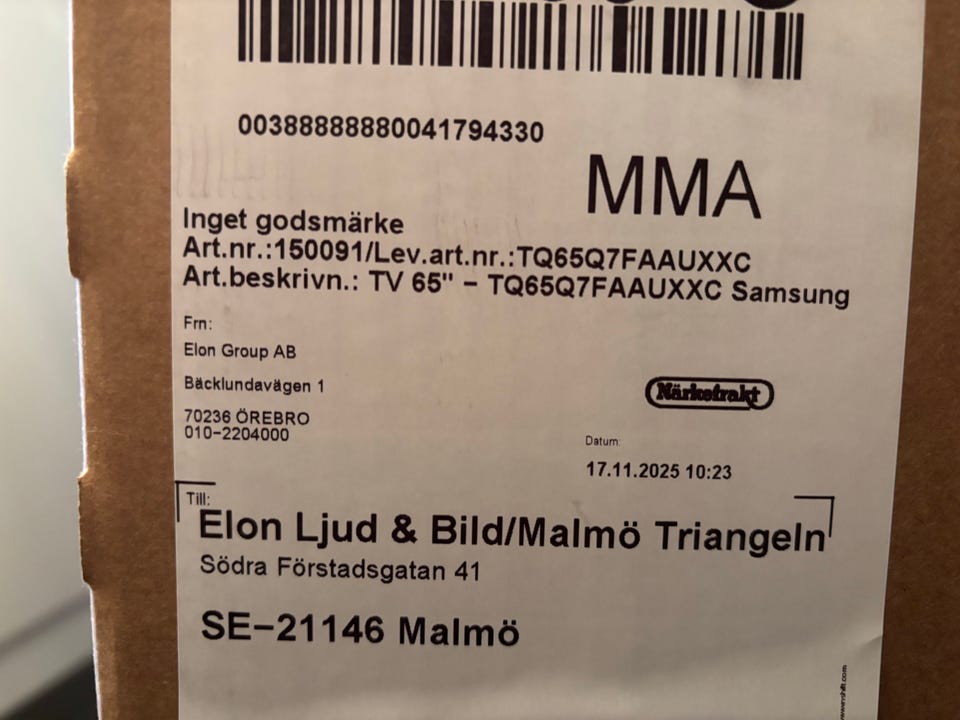 00388888880041794330
MMA
Inget godsmärke
Art.nr.:150091/Lev.art.nr.:TQ65Q7FAAUXXC
Art.beskrivn.: TV 65" - TQ65Q7FAAUXXC Samsung
Frn:
Elon Group AB
Bäcklundavägen 1
70236 ÖREBRO
010-2204000
Närkefrakt
Datum:
17.11.2025 10:23
Till:
Elon Ljud & Bild/Malmö Triangeln
Södra Förstadsgatan 41
SE-21146 Malmö